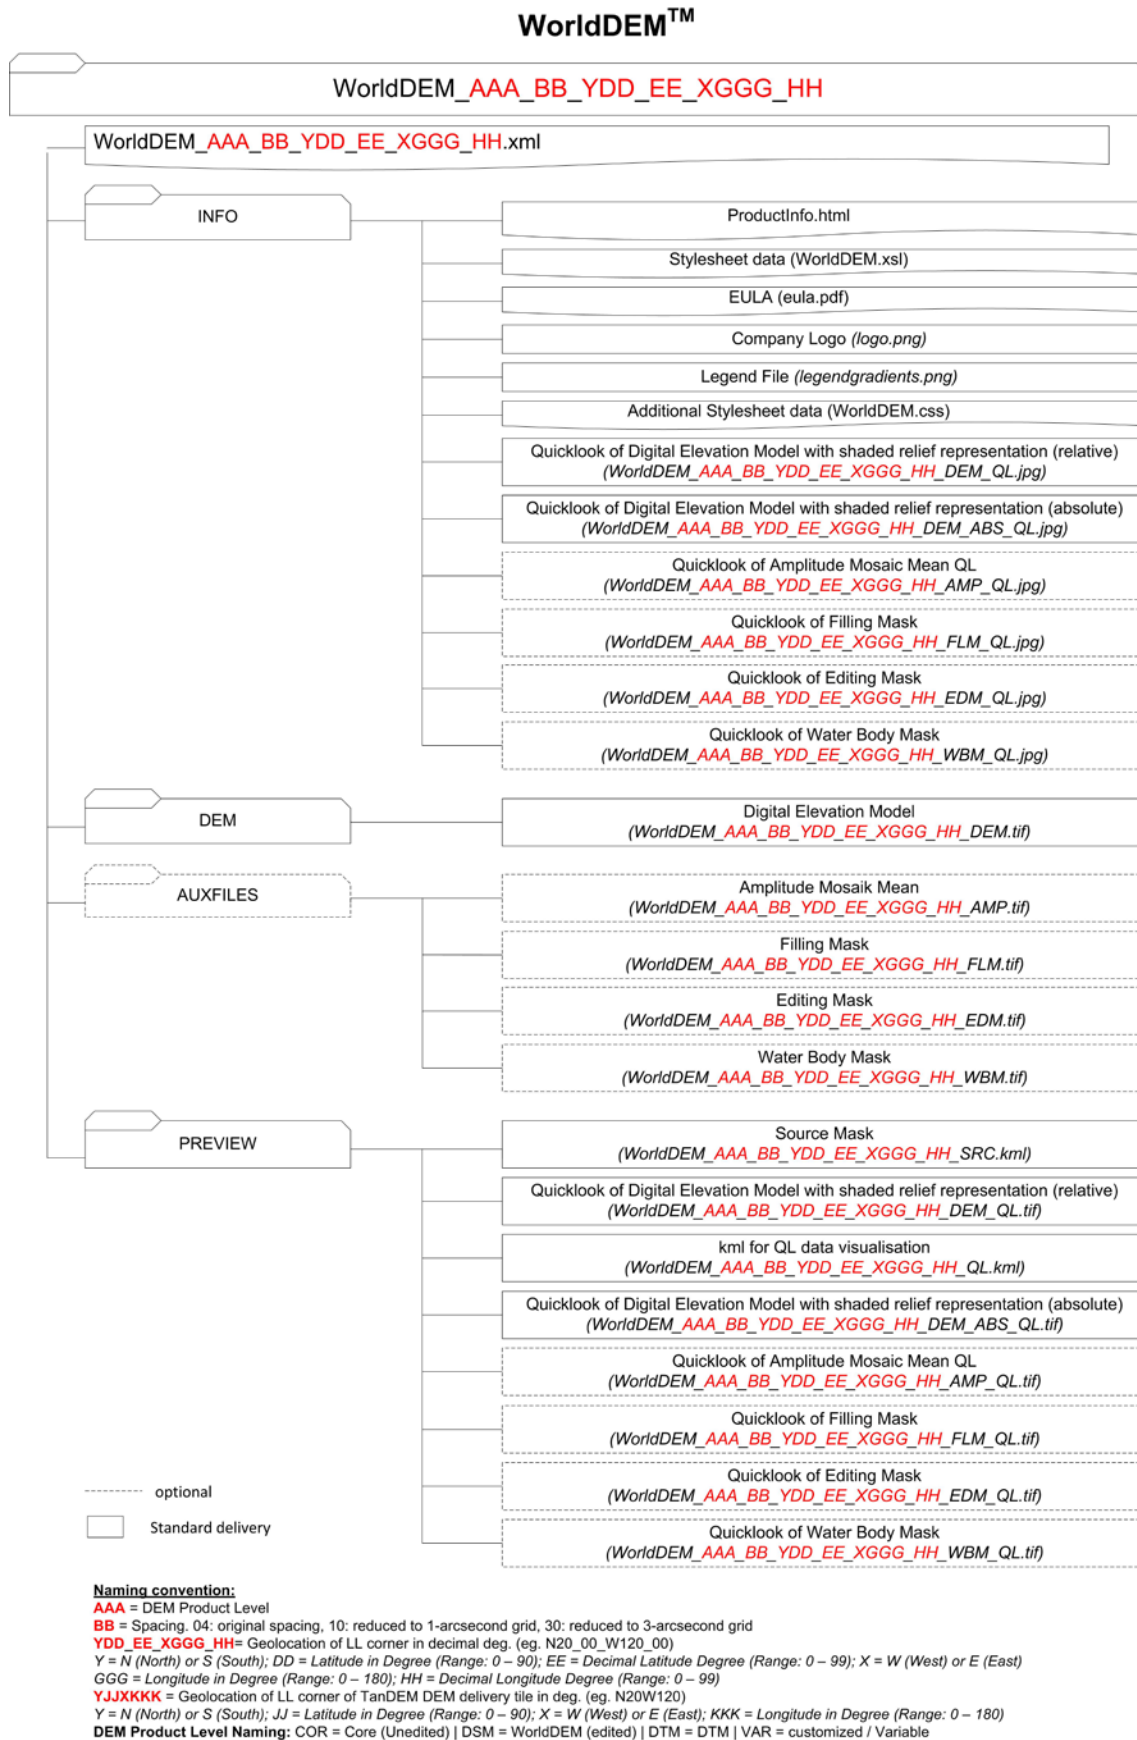 WorldDEM™
WorldDEM_AAA_BB_YDD_EE_XGGG_HH
WorldDEM_AAA_BB_YDD_EE_XGGG_HH.xml
INFO
ProductInfo.html
Stylesheet data (WorldDEM.xsl)
EULA (eula.pdf)
Company Logo (logo.png)
Legend File (legendgradients.png)
Additional Stylesheet data (WorldDEM.css)
Quicklook of Digital Elevation Model with shaded relief representation (relative)
(WorldDEM_AAA_BB_YDD_EE_XGGG_HH_DEM_QL.jpg)
Quicklook of Digital Elevation Model with shaded relief representation (absolute)
(WorldDEM_AAA_BB_YDD_EE_XGGG_HH_DEM_ABS_QL.jpg)
Quicklook of Amplitude Mosaic Mean QL
(WorldDEM_AAA_BB_YDD_EE_XGGG_HH_AMP_QL.jpg)
Quicklook of Filling Mask
(WorldDEM_AAA_BB_YDD_EE_XGGG_HH_FLM_QL.jpg)
Quicklook of Editing Mask
(WorldDEM_AAA_BB_YDD_EE_XGGG_HH_EDM_QL.jpg)
Quicklook of Water Body Mask
(WorldDEM_AAA_BB_YDD_EE_XGGG_HH_WBM_QL.jpg)
DEM
Digital Elevation Model
(WorldDEM_AAA_BB_YDD_EE_XGGG_HH_DEM.tif)
AUXFILES
Amplitude Mosaik Mean
(WorldDEM_AAA_BB_YDD_EE_XGGG_HH_AMP.tif)
Filling Mask
(WorldDEM_AAA_BB_YDD_EE_XGGG_HH_FLM.tif)
Editing Mask
(WorldDEM_AAA_BB_YDD_EE_XGGG_HH_EDM.tif)
Water Body Mask
(WorldDEM_AAA_BB_YDD_EE_XGGG_HH_WBM.tif)
PREVIEW
Source Mask
(WorldDEM_AAA_BB_YDD_EE_XGGG_HH_SRC.kml)
Quicklook of Digital Elevation Model with shaded relief representation (relative)
(WorldDEM_AAA_BB_YDD_EE_XGGG_HH_DEM_QL.tif)
kml for QL data visualisation
(WorldDEM_AAA_BB_YDD_EE_XGGG_HH_QL.kml)
Quicklook of Digital Elevation Model with shaded relief representation (absolute)
(WorldDEM_AAA_BB_YDD_EE_XGGG_HH_DEM_ABS_QL.tif)
Quicklook of Amplitude Mosaic Mean QL
(WorldDEM_AAA_BB_YDD_EE_XGGG_HH_AMP_QL.tif)
Quicklook of Filling Mask
(WorldDEM_AAA_BB_YDD_EE_XGGG_HH_FLM_QL.tif)
Quicklook of Editing Mask
(WorldDEM_AAA_BB_YDD_EE_XGGG_HH_EDM_QL.tif)
Quicklook of Water Body Mask
(WorldDEM_AAA_BB_YDD_EE_XGGG_HH_WBM_QL.tif)
optional
Standard delivery
Naming convention:
AAA = DEM Product Level
BB = Spacing. 04: original spacing, 10: reduced to 1-arcsecond grid, 30: reduced to 3-arcsecond grid
YDD_EE_XGGG_HH= Geolocation of LL corner in decimal deg. (eg. N20_00_W120_00)
Y = N (North) or S (South); DD = Latitude in Degree (Range: 0 – 90); EE = Decimal Latitude Degree (Range: 0 – 99); X = W (West) or E (East)
GGG = Longitude in Degree (Range: 0 – 180); HH = Decimal Longitude Degree (Range: 0 – 99)
YJJXKKK = Geolocation of LL corner of TanDEM DEM delivery tile in deg. (eg. N20W120)
Y = N (North) or S (South); JJ = Latitude in Degree (Range: 0 – 90); X = W (West) or E (East); KKK = Longitude in Degree (Range: 0 – 180)
DEM Product Level Naming: COR = Core (Unedited) | DSM = WorldDEM (edited) | DTM = DTM | VAR = customized / Variable